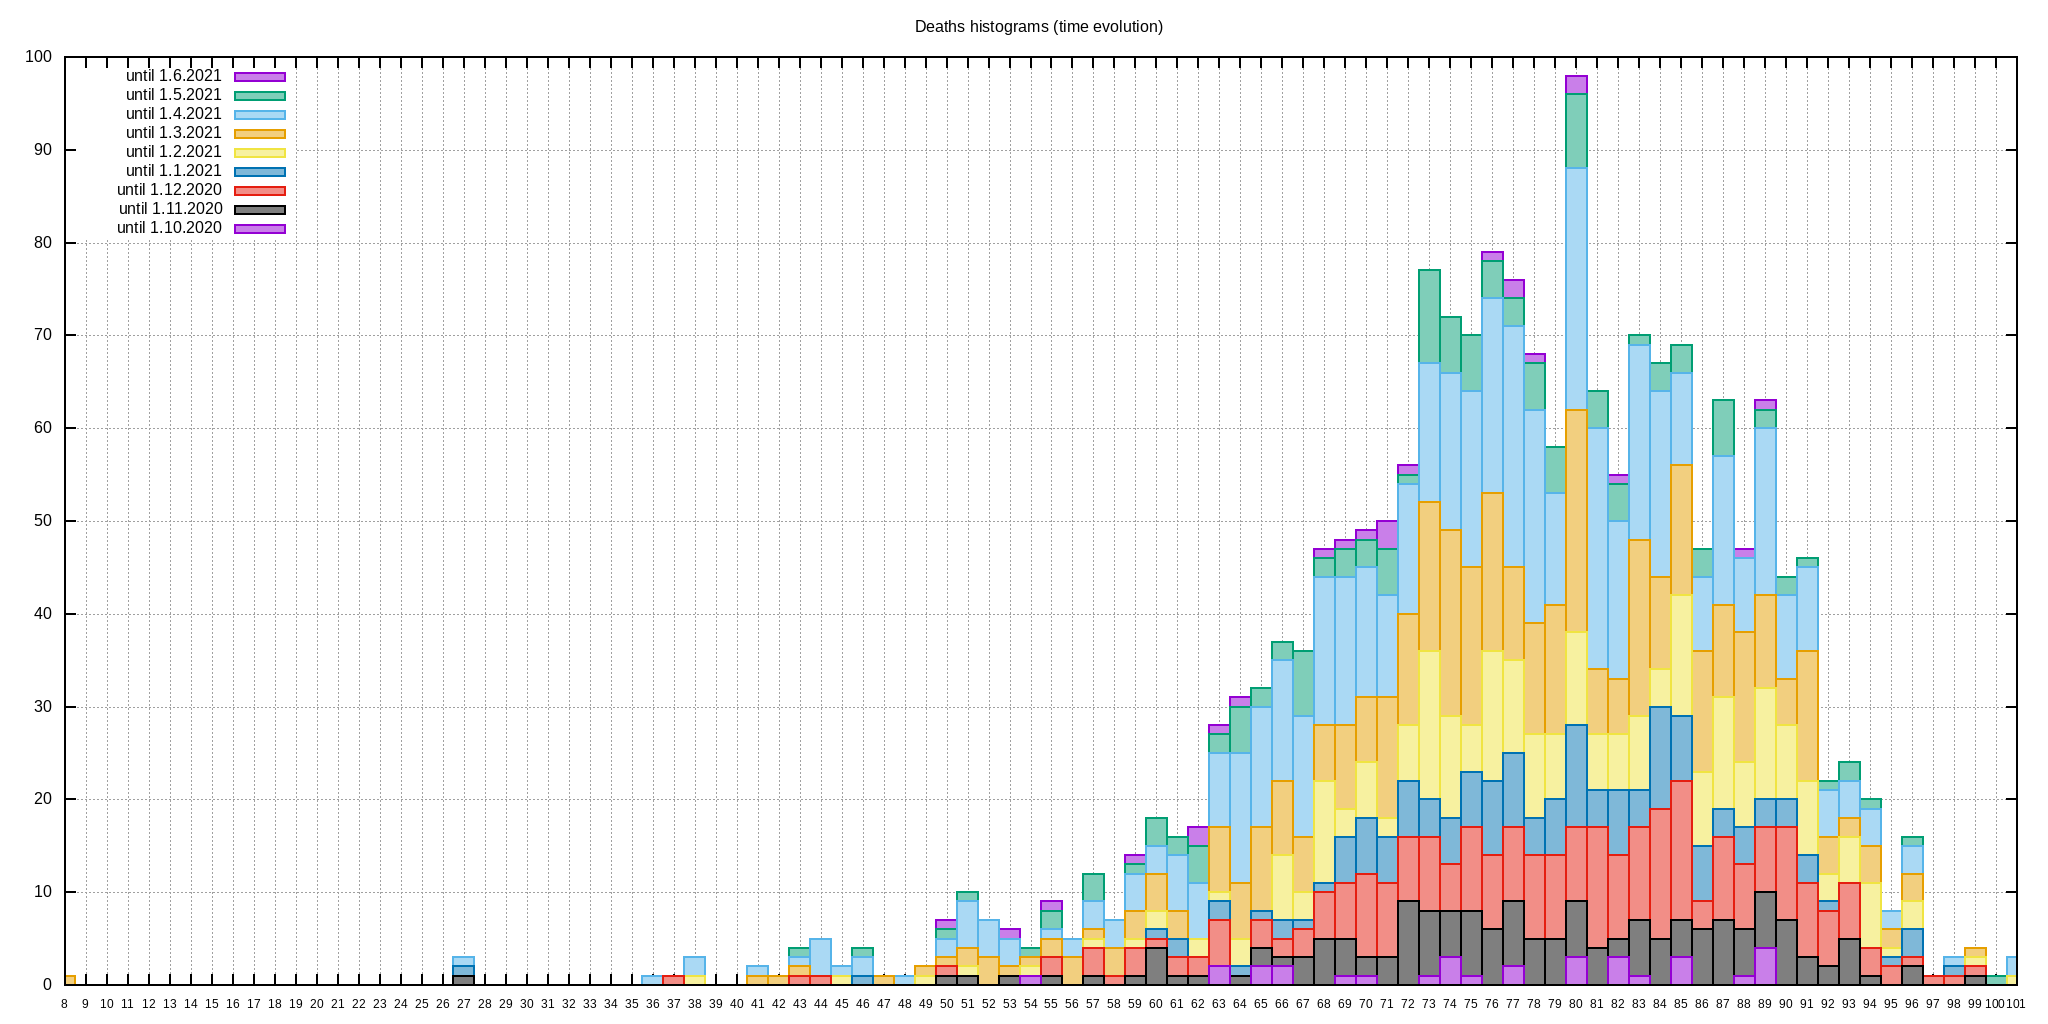 Deaths histograms (time evolution)
100
90
80
70
60
50
40
30
20
10
0
until 1.6.2021
until 1.5.2021
until 1.4.2021
until 1.3.2021
until 1.2.2021
until 1.1.2021
until 1.12.2020
until 1.11.2020
until 1.10.2020
8 9 10 11 12 13 14 15 16 17 18 19 20 21 22 23 24 25 26 27 28 29 30 31 32 33 34 35 36 37 38 39 40 41 42 43 44 45 46 47 48 49 50 51 52 53 54 55 56 57 58 59 60 61 62 63 64 65 66 67 68 69 70 71 72 73 74 75 76 77 78 79 80 81 82 83 84 85 86 87 88 89 90 91 92 93 94 95 96 97 98 99 100 101